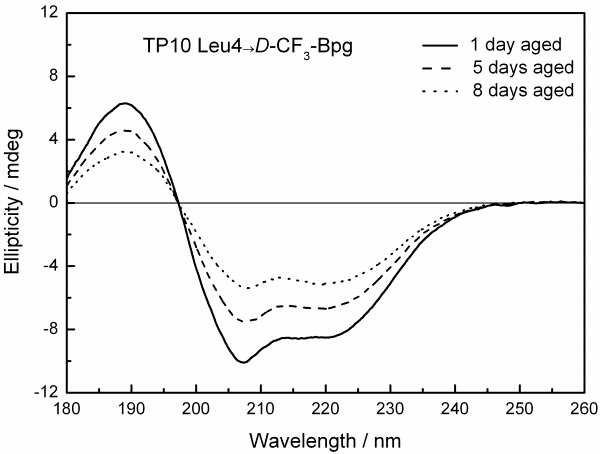 TP10 Leu4→D-CF3-Bpg
1 day aged
5 days aged
8 days aged
12
8
4
0
-4
-8
-12
Ellipticity / mdeg
180 190 200 210 220 230 240 250 260
Wavelength / nm